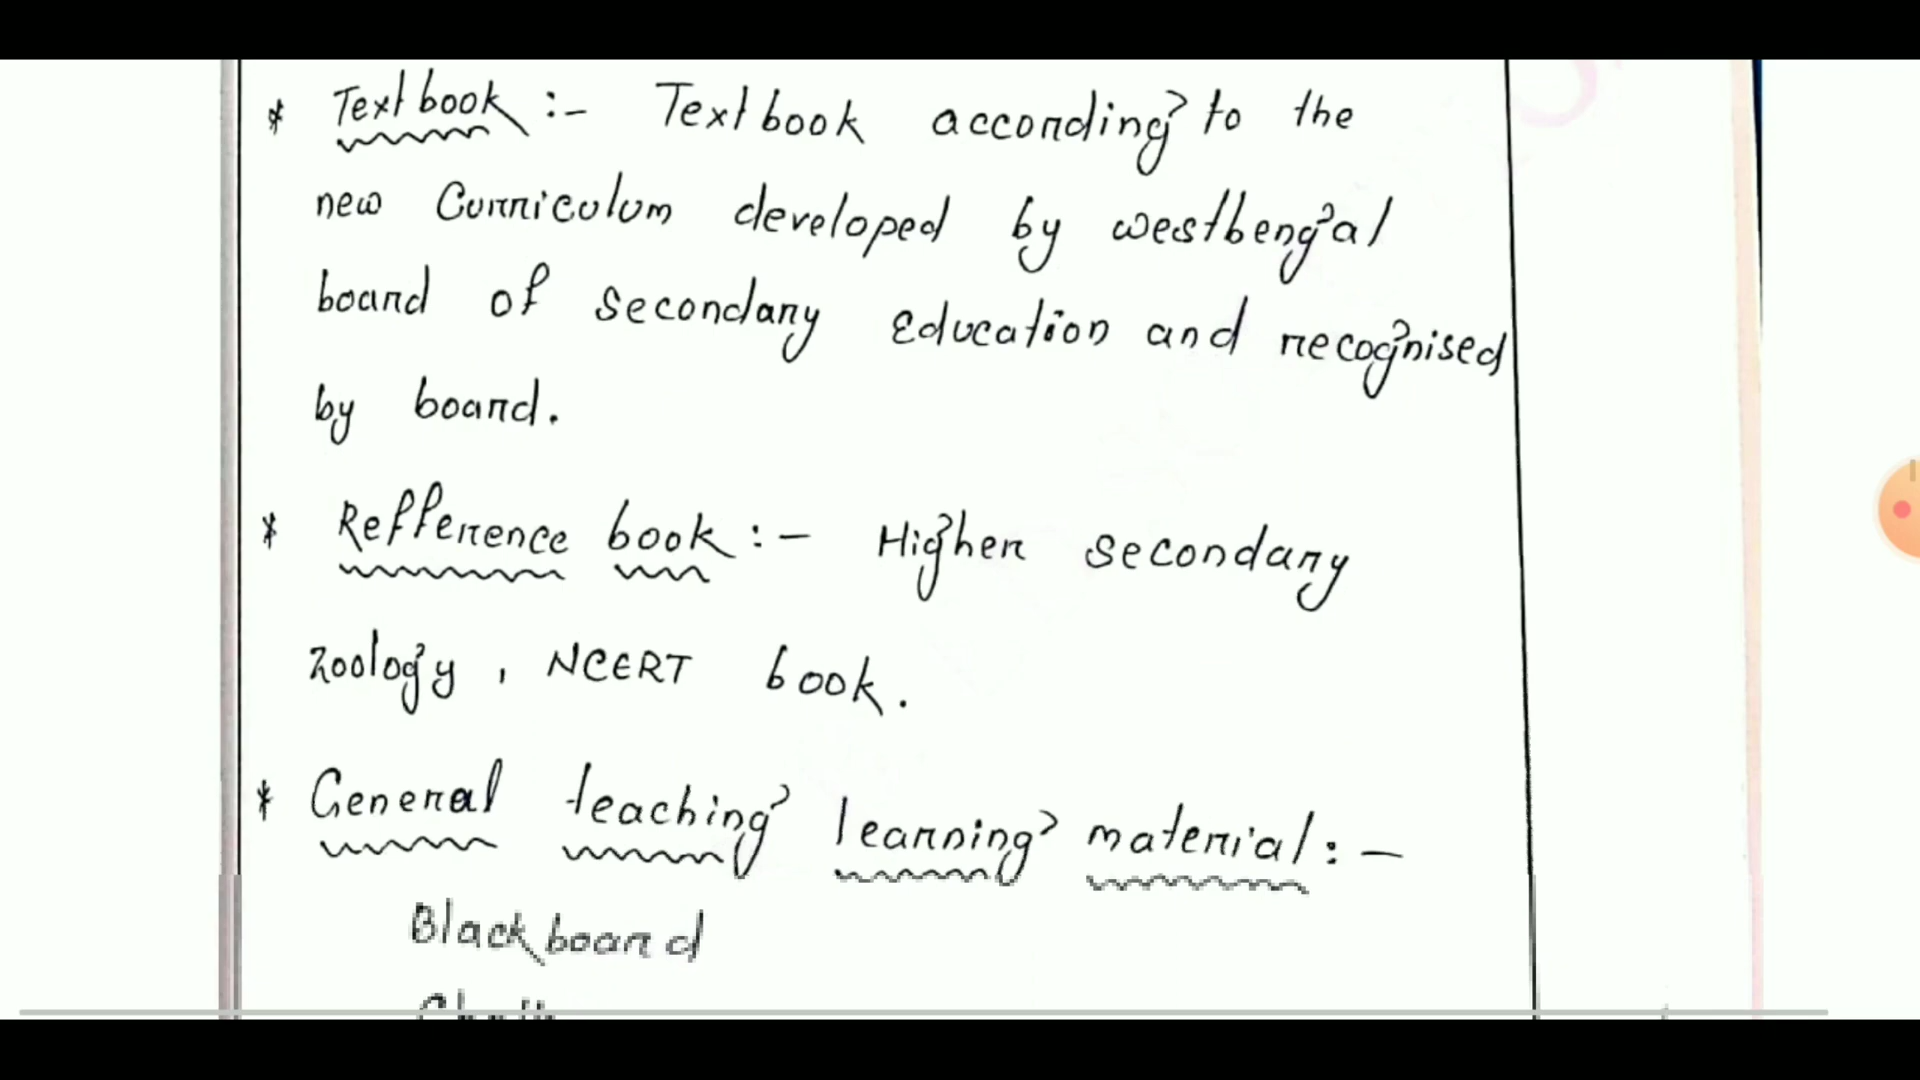 * Textbook :- Textbook according to the
new Curriculum developed by westbengal
board of secondary Education and recognised
by board.
* Refference book :- Higher secondary
zoology, NCERT book.
* General teaching learning material :-
Blackboard